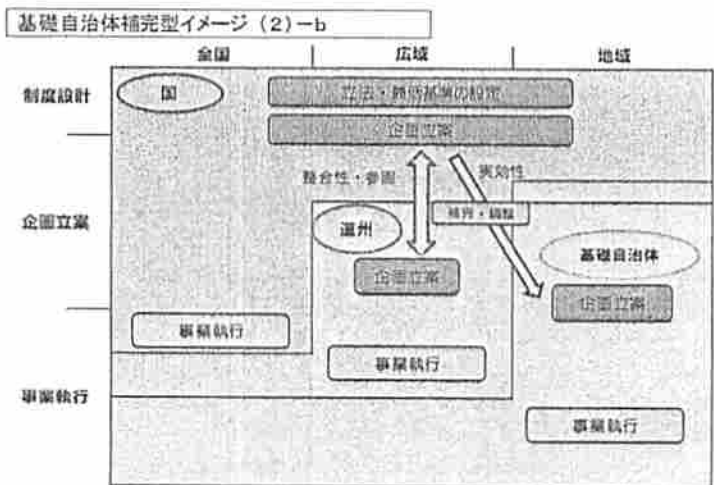 基礎自治体補完型イメージ（2）－b
全国
広域
地域
制度設計
国
立法・
の設定
企画立案
整合性・参画
実効性
企画立案
道州
補完・調整
基礎自治体
企画立案
企画立案
事業執行
事業執行
事業執行
事業執行